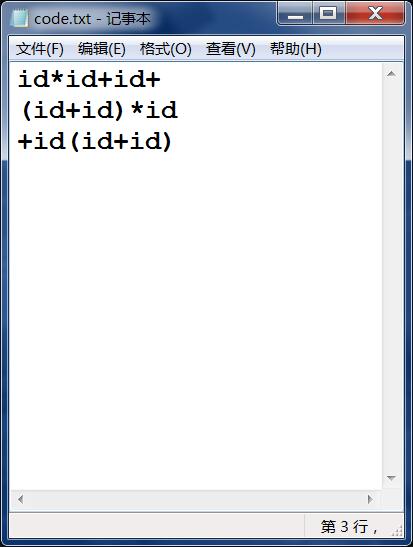 code.txt - 记事本
文件(F) 编辑(E) 格式(O) 查看(V) 帮助(H)
id*id+id+
(id+id)*id
+id(id+id)
第 3 行，